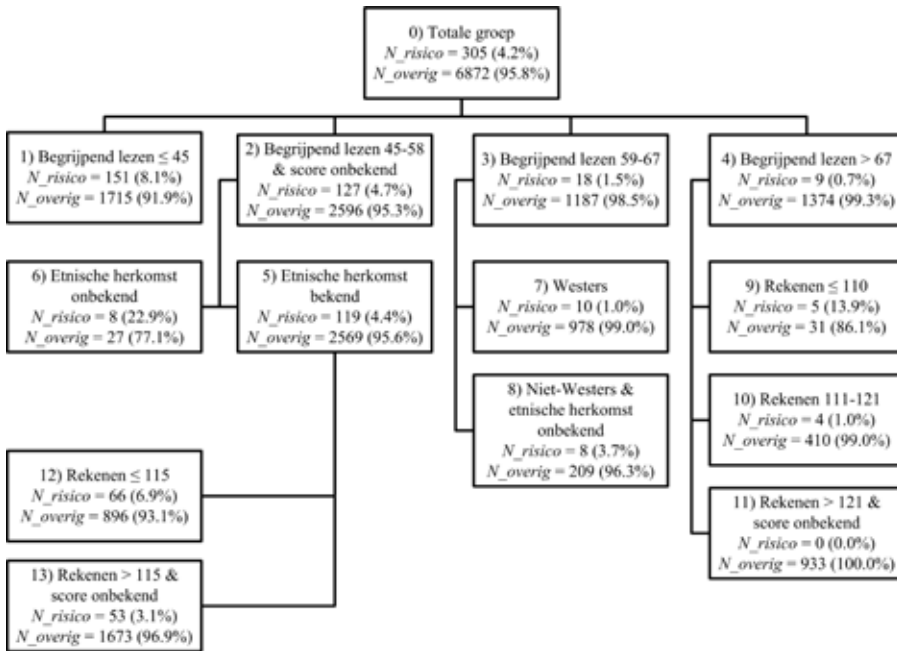 0) Totale groep
N_risico = 305 (4.2%)
N_overig = 6872 (95.8%)
1) Begrijpend lezen ≤ 45
N_risico = 151 (8.1%)
N_overig = 1715 (91.9%)
2) Begrijpend lezen 45-58
& score onbekend
N_risico = 127 (4.7%)
N_overig = 2596 (95.3%)
3) Begrijpend lezen 59-67
N_risico = 18 (1.5%)
N_overig = 1187 (98.5%)
4) Begrijpend lezen > 67
N_risico = 9 (0.7%)
N_overig = 1374 (99.3%)
6) Etnische herkomst
onbekend
N_risico = 8 (22.9%)
N_overig = 27 (77.1%)
5) Etnische herkomst
bekend
N_risico = 119 (4.4%)
N_overig = 2569 (95.6%)
7) Westers
N_risico = 10 (1.0%)
N_overig = 978 (99.0%)
9) Rekenen ≤ 110
N_risico = 5 (13.9%)
N_overig = 31 (86.1%)
8) Niet-Westers &
etnische herkomst
onbekend
N_risico = 8 (3.7%)
N_overig = 209 (96.3%)
10) Rekenen 111-121
N_risico = 4 (1.0%)
N_overig = 410 (99.0%)
12) Rekenen ≤ 115
N_risico = 66 (6.9%)
N_overig = 896 (93.1%)
11) Rekenen > 121 &
score onbekend
N_risico = 0 (0.0%)
N_overig = 933 (100.0%)
13) Rekenen > 115 &
score onbekend
N_risico = 53 (3.1%)
N_overig = 1673 (96.9%)